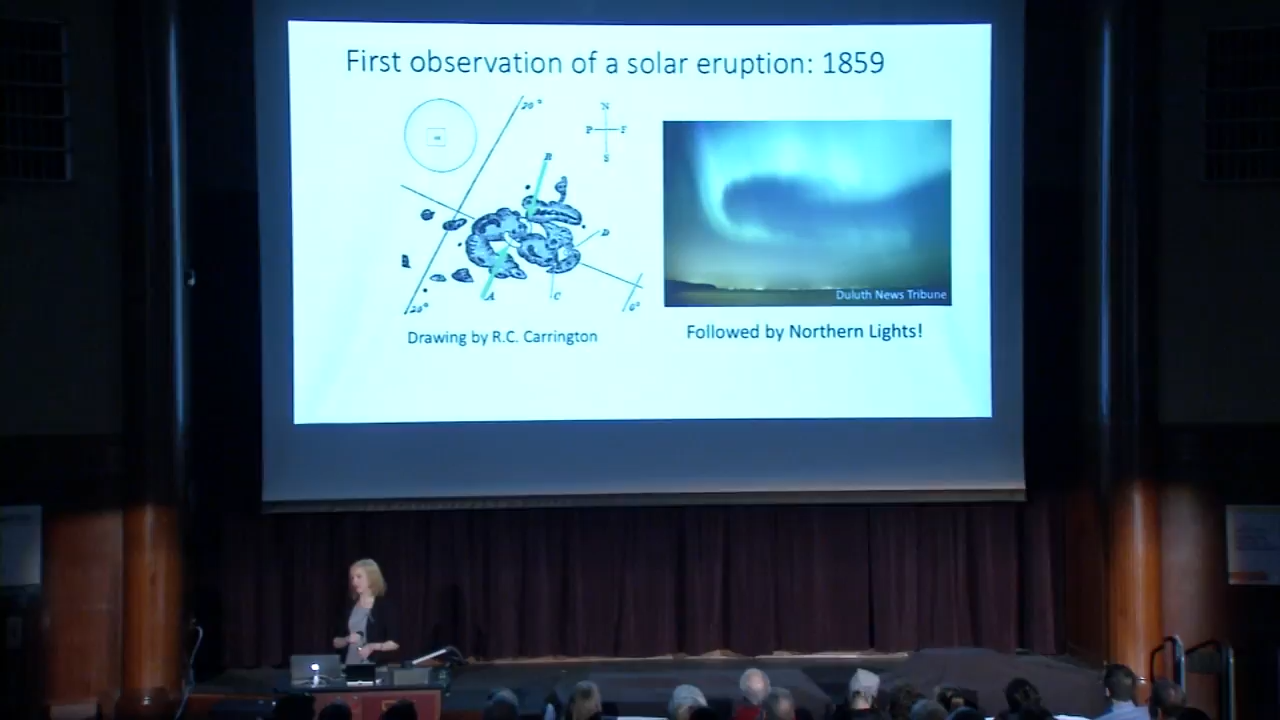 First observation of a solar eruption: 1859
20°
N
P F
S
B
D
A
C
20°
0°
Duluth News Tribune
Drawing by R.C. Carrington
Followed by Northern Lights!